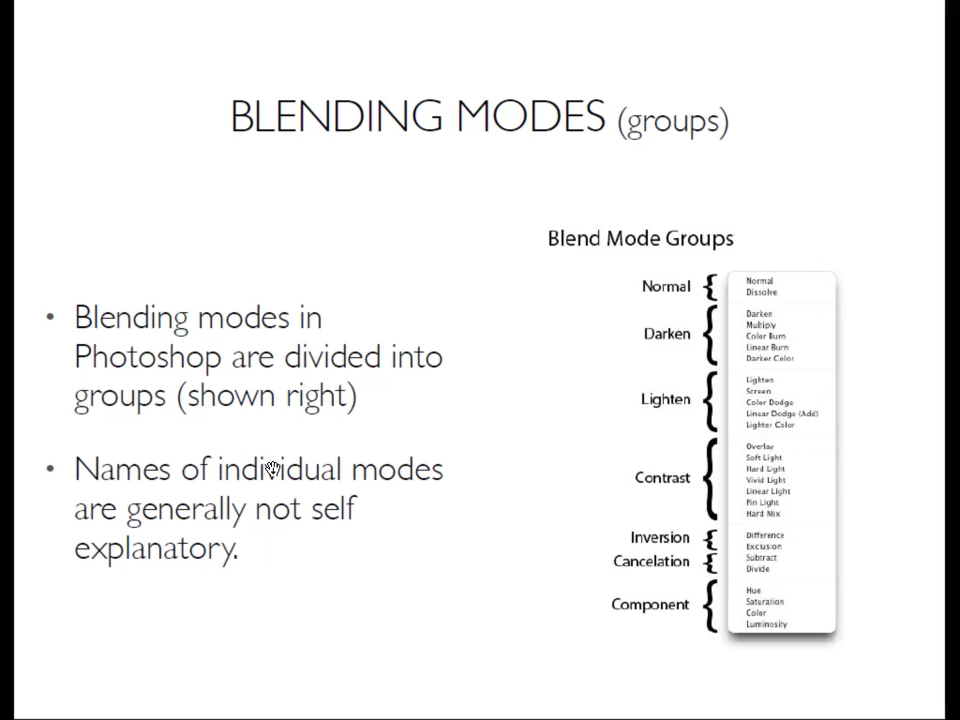 BLENDING MODES (groups)
• Blending modes in
Photoshop are divided into
groups (shown right)
• Names of individual modes
are generally not self
explanatory.
Blend Mode Groups
Normal
Normal
Dissolve
Darken
Darken
Multiply
Color Burn
Linear Burn
Darker Color
Lighten
Lighten
Screen
Color Dodge
Linear Dodge (Add)
Lighter Color
Contrast
Overlay
Soft Light
Hard Light
Vivid Light
Linear Light
Pin Light
Hard Mix
Inversion
Difference
Exclusion
Cancelation
Subtract
Divide
Component
Hue
Saturation
Color
Luminosity